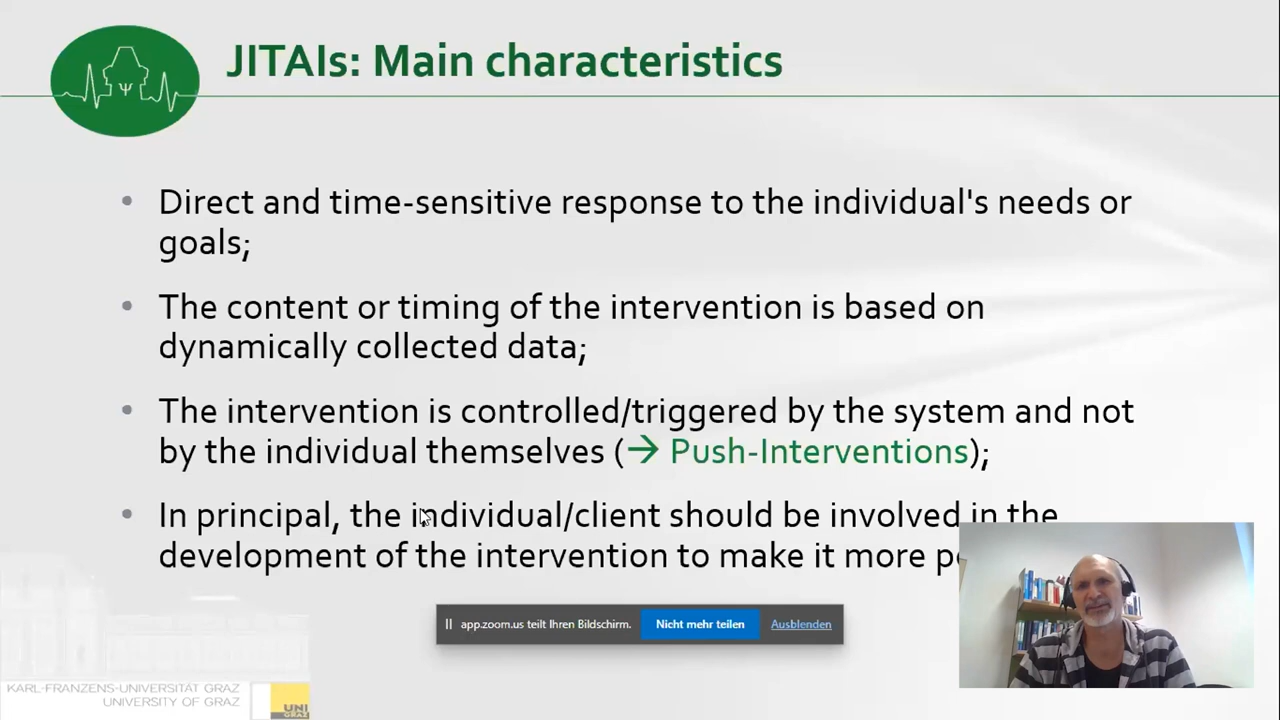 JITAIs: Main characteristics
Ψ
Direct and time-sensitive response to the individual's needs or
goals;
The content or timing of the intervention is based on
dynamically collected data;
The intervention is controlled/triggered by the system and not
by the individual themselves (→ Push-Interventions);
In principal, the individual/client should be involved in the
development of the intervention to make it more
app.zoom.us teilt Ihren Bildschirm.
Nicht mehr teilen
Ausblenden
KARL-FRANZENS-UNIVERSITÄT GRAZ
UNIVERSITY OF GRAZ
UNI
GRAZ